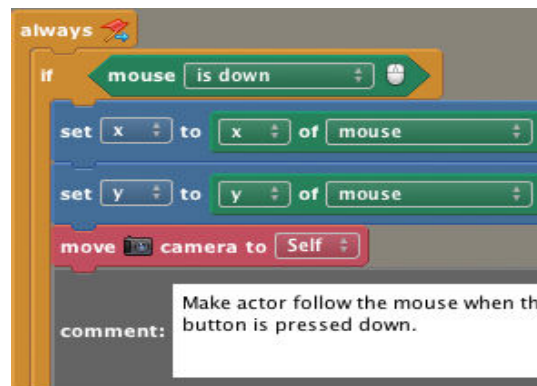 always
if mouse is down
set x to x of mouse
set y to y of mouse
move camera to Self
comment: Make actor follow the mouse when th
button is pressed down.